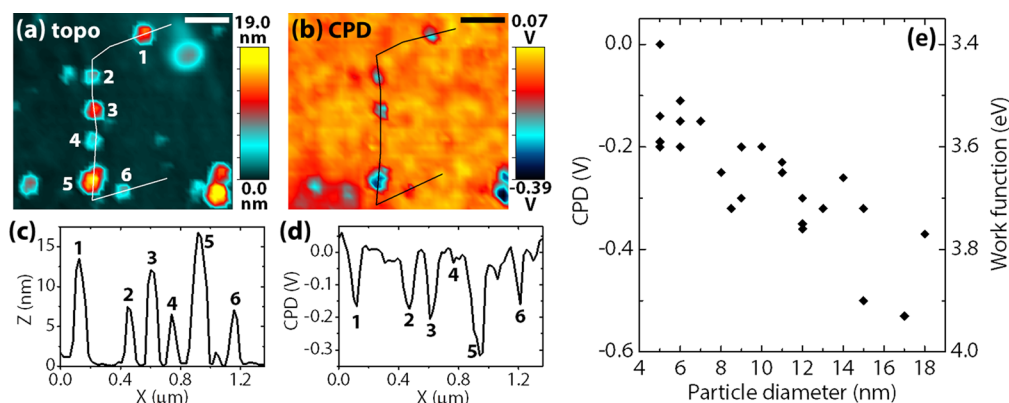 (a) topo
19.0
nm
0.0
nm
1
2
3
4
5
6
(b) CPD
0.07
V
-0.39
V
(c)
Z (nm)
15
10
5
0
1
2
3
4
5
6
0.0 0.4 0.8 1.2
X (μm)
(d)
CPD (V)
0.0
-0.1
-0.2
-0.3
1
2
3
4
5
6
0.0 0.4 0.8 1.2
X (μm)
(e)
CPD (V)
0.0
-0.2
-0.4
-0.6
4 6 8 10 12 14 16 18
Particle diameter (nm)
3.4
3.6
3.8
4.0
Work function (eV)